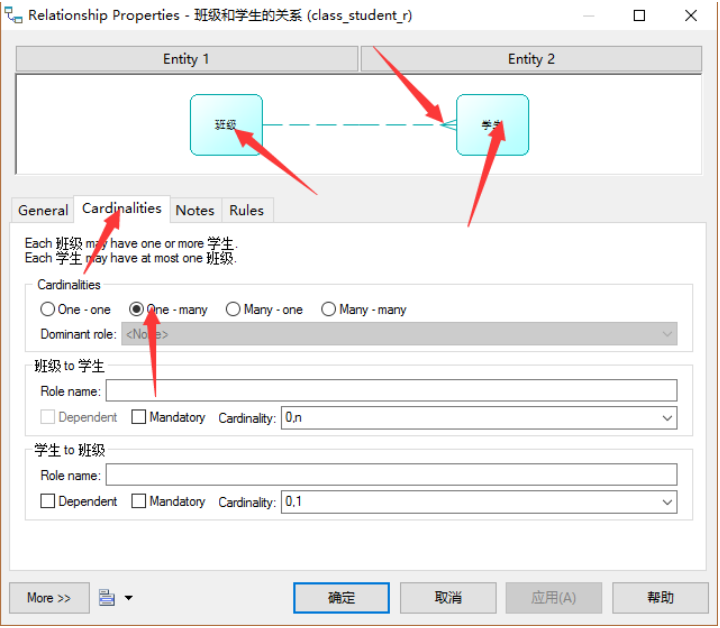 Relationship Properties - 班级和学生的关系 (class_student_r)
Entity 1 Entity 2
班级 学生
General Cardinalities Notes Rules
Each 班级 may have one or more 学生.
Each 学生 may have at most one 班级.
Cardinalities
One - one One - many Many - one Many - many
Dominant role: <None>
班级 to 学生
Role name:
Dependent Mandatory Cardinality: 0,n
学生 to 班级
Role name:
Dependent Mandatory Cardinality: 0,1
More >> 确定 取消 应用(A) 帮助